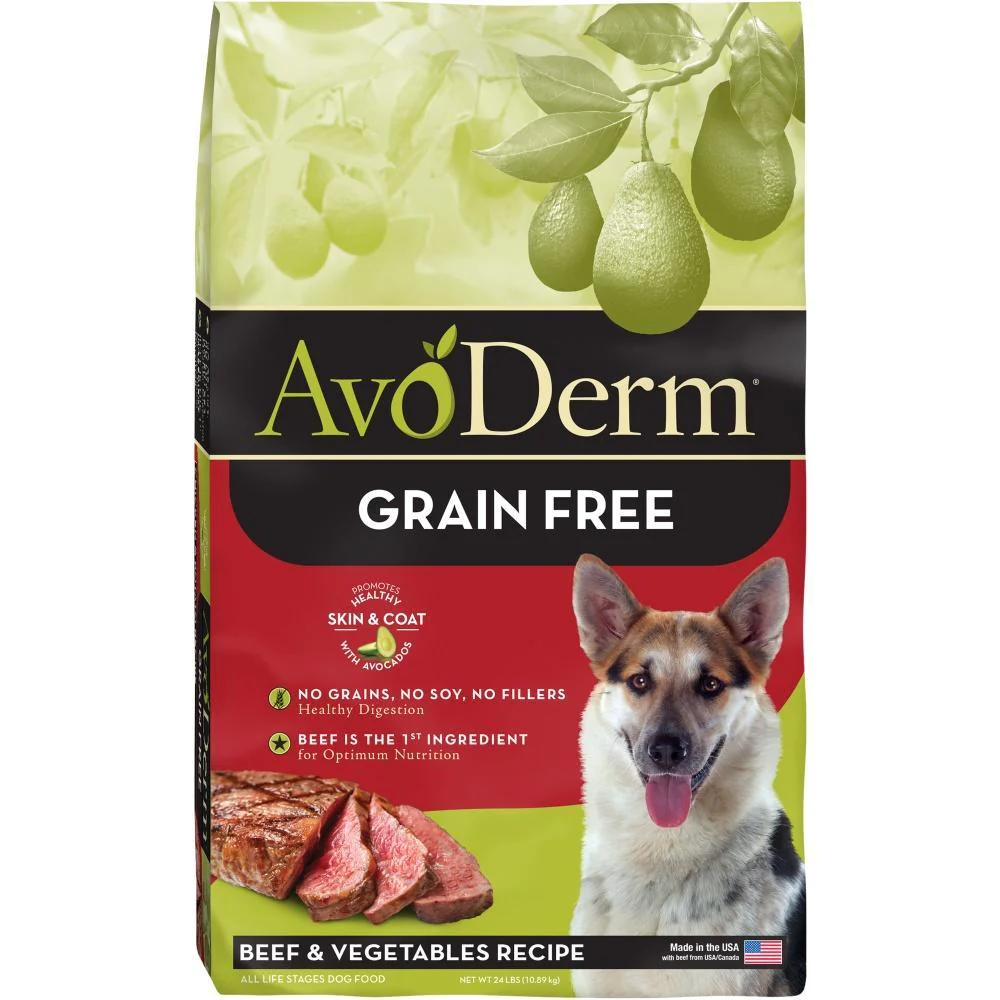 AvoDerm®
GRAIN FREE
PROMOTES
HEALTHY
SKIN & COAT
WITH AVOCADOS
NO GRAINS, NO SOY, NO FILLERS
Healthy Digestion
BEEF IS THE 1ST INGREDIENT
for Optimum Nutrition
BEEF & VEGETABLES RECIPE
Made in the USA
with beef from USA/Canada
ALL LIFE STAGES DOG FOOD
NET WT 24 LBS (10.89kg)